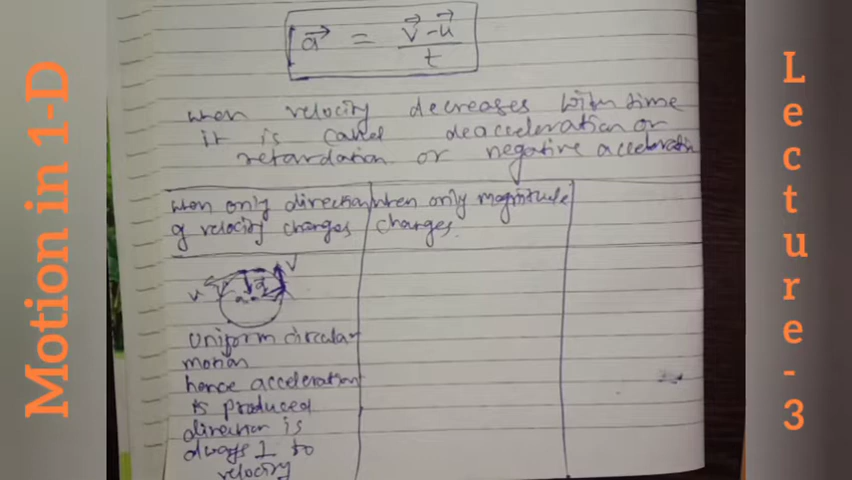 Motion in 1-D
a = v - u / t
when velocity decreases with time
it is called deacceleration or
retardation or negative acceleration
when only direction
of velocity changes
when only magnitude
changes.
v v
a
Uniform circular
motion
hence acceleration
is produced
direction is
always ⊥ to
velocity
Lecture-3